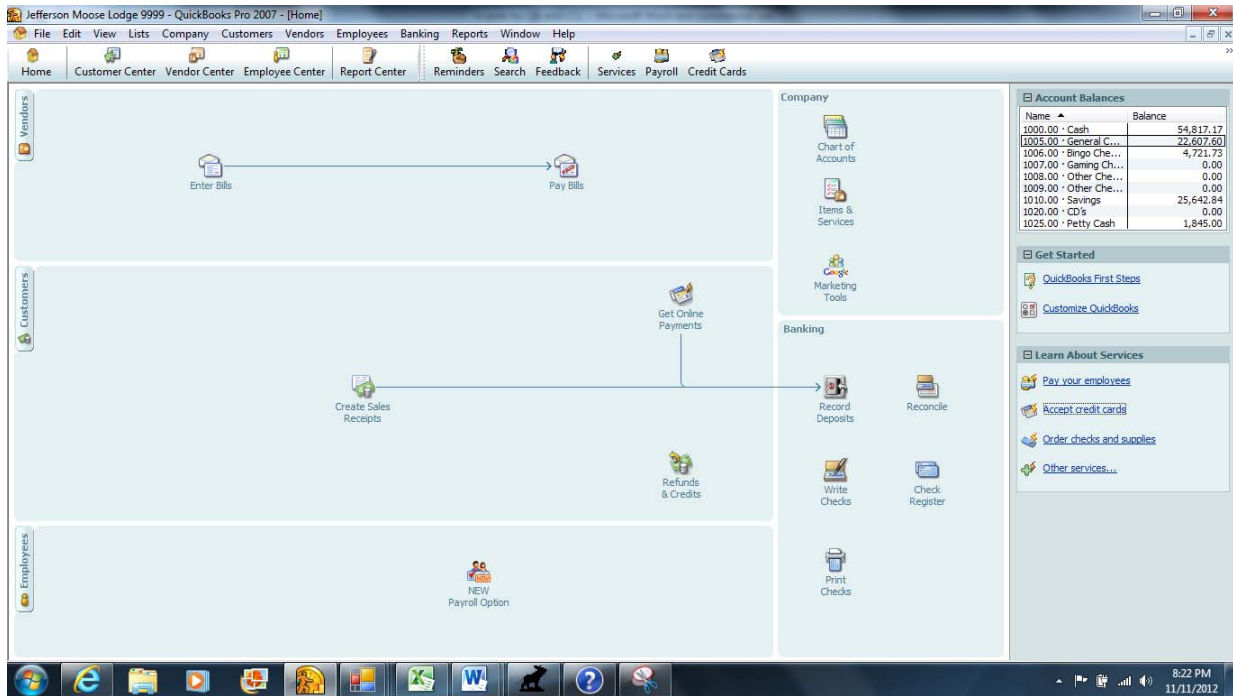 Jefferson Moose Lodge 9999 - QuickBooks Pro 2007 - [Home]
File Edit View Lists Company Customers Vendors Employees Banking Reports Window Help
Home Customer Center Vendor Center Employee Center Report Center Reminders Search Feedback Services Payroll Credit Cards
Vendors
Enter Bills
Pay Bills
Customers
Get Online
Payments
Create Sales
Receipts
Refunds
& Credits
Employees
NEW
Payroll Option
Company
Chart of
Accounts
Items &
Services
Google
Marketing
Tools
Banking
Record
Deposits
Reconcile
Write
Checks
Check
Register
Print
Checks
Account Balances
Name Balance
1000.00 · Cash 54,817.17
1005.00 · General C... 22,607.60
1006.00 · Bingo Che... 4,721.73
1007.00 · Gaming Ch... 0.00
1008.00 · Other Che... 0.00
1009.00 · Other Che... 0.00
1010.00 · Savings 25,642.84
1020.00 · CD's 0.00
1025.00 · Petty Cash 1,845.00
Get Started
QuickBooks First Steps
Customize QuickBooks
Learn About Services
Pay your employees
Accept credit cards
Order checks and supplies
Other services...
8:22 PM
11/11/2012